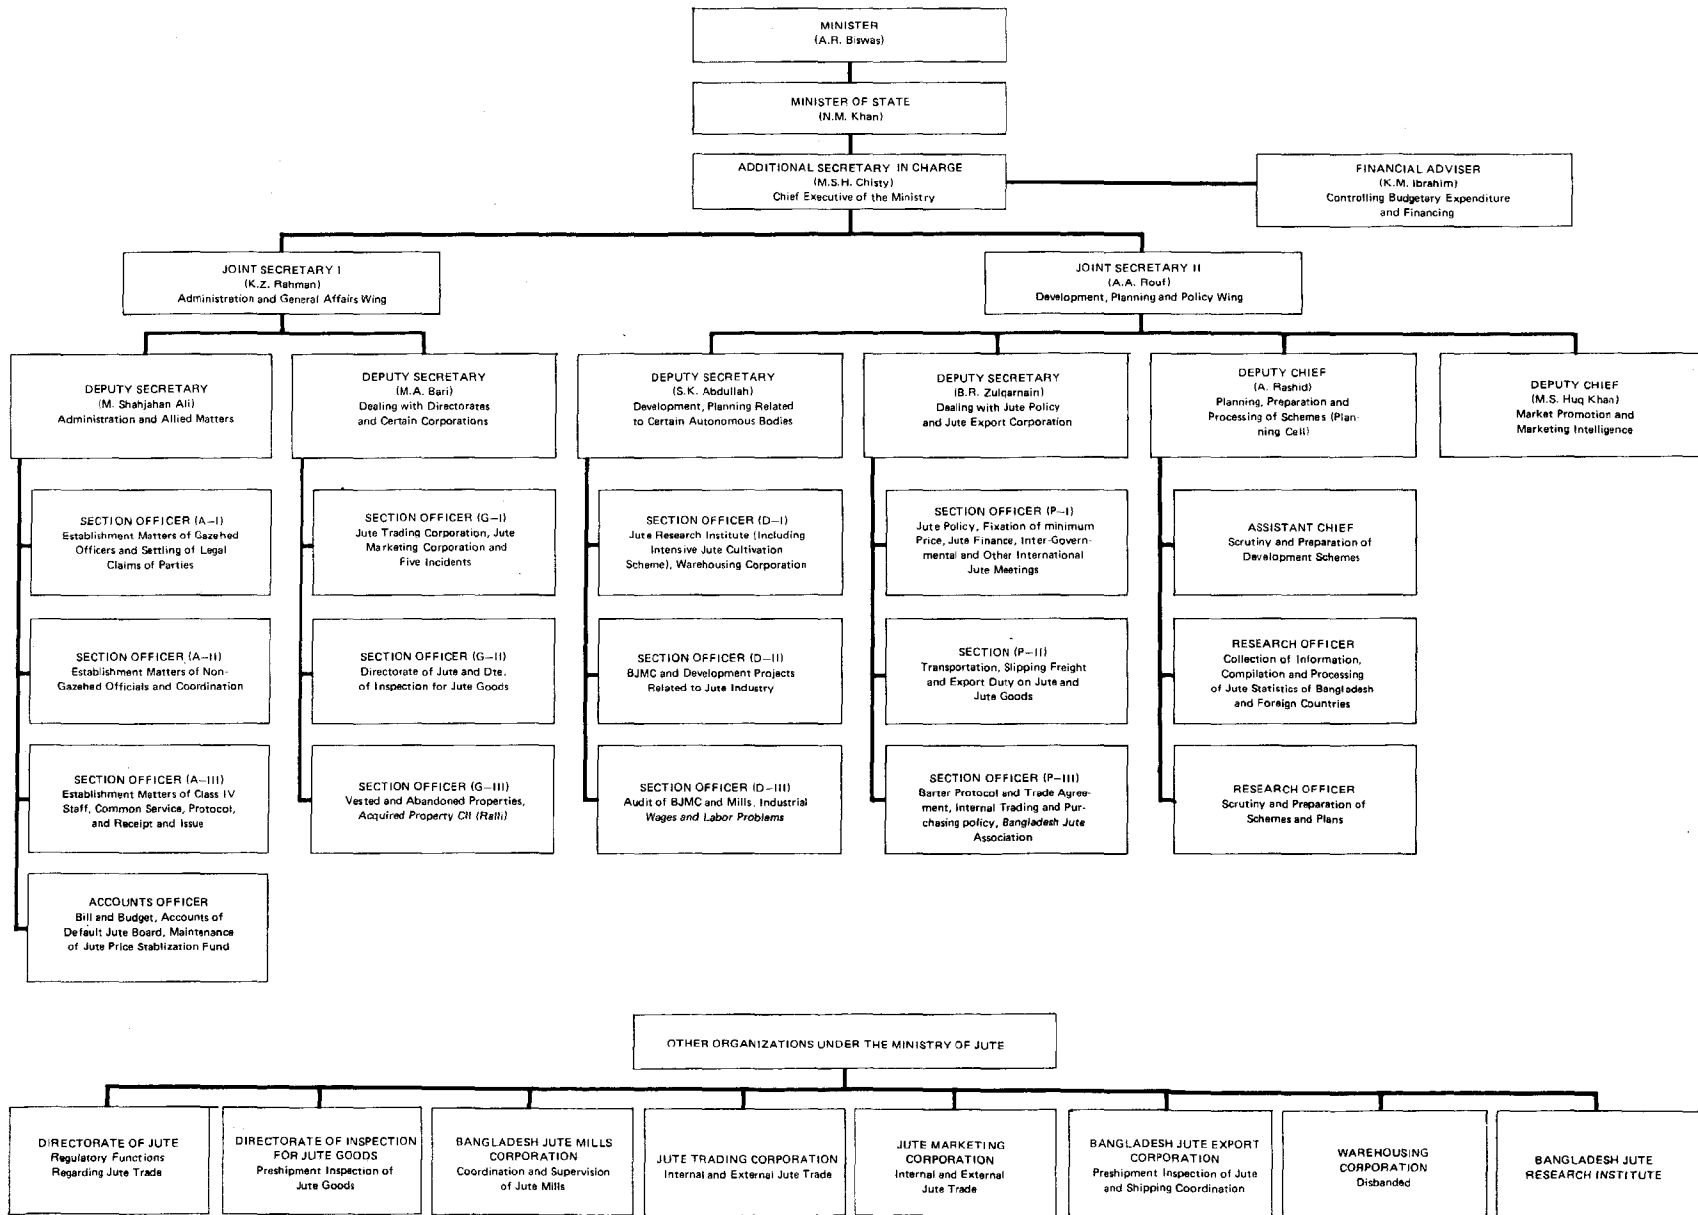 MINISTER
(A.R. Biswas)
MINISTER OF STATE
(N.M. Khan)
ADDITIONAL SECRETARY IN CHARGE
(M.S.H. Chisty)
Chief Executive of the Ministry
FINANCIAL ADVISER
(K.M. Ibrahim)
Controlling Budgetary Expenditure
and Financing
JOINT SECRETARY I
(K.Z. Rahman)
Administration and General Affairs Wing
JOINT SECRETARY II
(A.A. Rouf)
Development, Planning and Policy Wing
DEPUTY SECRETARY
(M. Shahjahan Ali)
Administration and Allied Matters
DEPUTY SECRETARY
(M.A. Bari)
Dealing with Directorates
and Certain Corporations
DEPUTY SECRETARY
(S.K. Abdullah)
Development, Planning Related
to Certain Autonomous Bodies
DEPUTY SECRETARY
(B.R. Zulqarnain)
Dealing with Jute Policy
and Jute Export Corporation
DEPUTY CHIEF
(A. Rashid)
Planning, Preparation and
Processing of Schemes (Plan-
ning Cell)
DEPUTY CHIEF
(M.S. Huq Khan)
Market Promotion and
Marketing Intelligence
SECTION OFFICER (A-I)
Establishment Matters of Gazehed
Officers and Settling of Legal
Claims of Parties
SECTION OFFICER (G-I)
Jute Trading Corporation, Jute
Marketing Corporation and
Five Incidents
SECTION OFFICER (D-I)
Jute Research Institute (Including
Intensive Jute Cultivation
Scheme), Warehousing Corporation
SECTION OFFICER (P-I)
Jute Policy, Fixation of minimum
Price, Jute Finance, Inter-Govern-
mental and Other International
Jute Meetings
ASSISTANT CHIEF
Scrutiny and Preparation of
Development Schemes
SECTION OFFICER (A-II)
Establishment Matters of Non-
Gazehed Officials and Coordination
SECTION OFFICER (G-II)
Directorate of Jute and Dte.
of Inspection for Jute Goods
SECTION OFFICER (D-II)
BJMC and Development Projects
Related to Jute Industry
SECTION (P-II)
Transportation, Slipping Freight
and Export Duty on Jute and
Jute Goods
RESEARCH OFFICER
Collection of Information,
Compilation and Processing
of Jute Statistics of Bangladesh
and Foreign Countries
SECTION OFFICER (A-III)
Establishment Matters of Class IV
Staff, Common Service, Protocol,
and Receipt and Issue
SECTION OFFICER (G-III)
Vested and Abandoned Properties,
Acquired Property CII (Ralli)
SECTION OFFICER (D-III)
Audit of BJMC and Mills, Industrial
Wages and Labor Problems
SECTION OFFICER (P-III)
Barter Protocol and Trade Agree-
ment, Internal Trading and Pur-
chasing policy, Bangladesh Jute
Association
RESEARCH OFFICER
Scrutiny and Preparation of
Schemes and Plans
ACCOUNTS OFFICER
Bill and Budget, Accounts of
Default Jute Board, Maintenance
of Jute Price Stablization Fund
OTHER ORGANIZATIONS UNDER THE MINISTRY OF JUTE
DIRECTORATE OF JUTE
Regulatory Functions
Regarding Jute Trade
DIRECTORATE OF INSPECTION
FOR JUTE GOODS
Preshipment Inspection of
Jute Goods
BANGLADESH JUTE MILLS
CORPORATION
Coordination and Supervision
of Jute Mills
JUTE TRADING CORPORATION
Internal and External Jute Trade
JUTE MARKETING
CORPORATION
Internal and External
Jute Trade
BANGLADESH JUTE EXPORT
CORPORATION
Preshipment Inspection of Jute
and Shipping Coordination
WAREHOUSING
CORPORATION
Disbanded
BANGLADESH JUTE
RESEARCH INSTITUTE